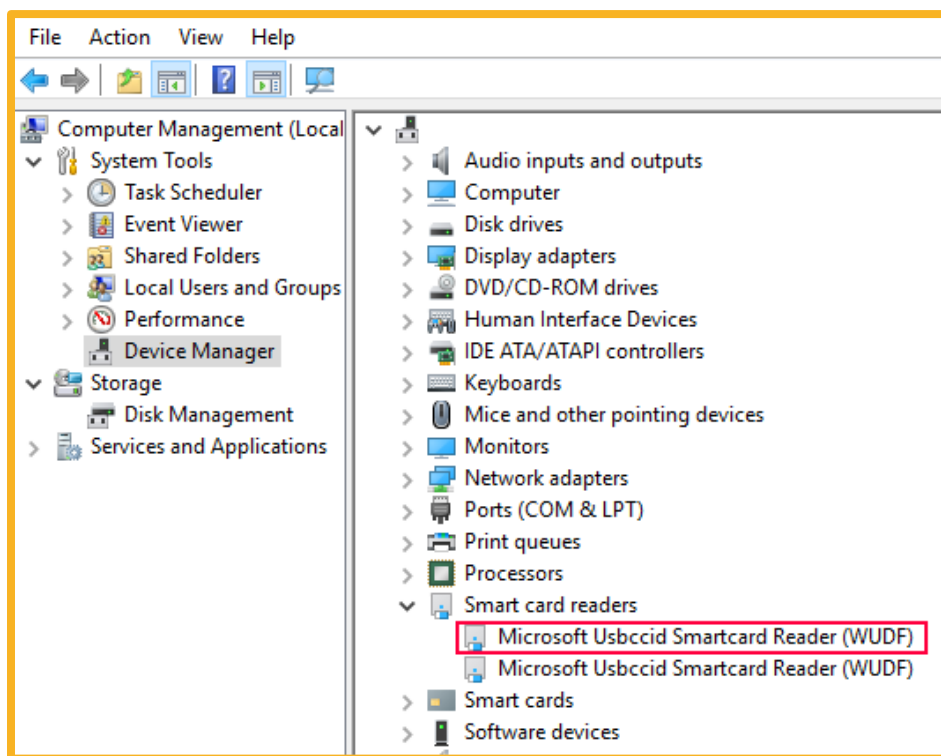 File Action View Help
Computer Management (Local
System Tools
Task Scheduler
Event Viewer
Shared Folders
Local Users and Groups
Performance
Device Manager
Storage
Disk Management
Services and Applications
Audio inputs and outputs
Computer
Disk drives
Display adapters
DVD/CD-ROM drives
Human Interface Devices
IDE ATA/ATAPI controllers
Keyboards
Mice and other pointing devices
Monitors
Network adapters
Ports (COM & LPT)
Print queues
Processors
Smart card readers
Microsoft Usbccid Smartcard Reader (WUDF)
Microsoft Usbccid Smartcard Reader (WUDF)
Smart cards
Software devices